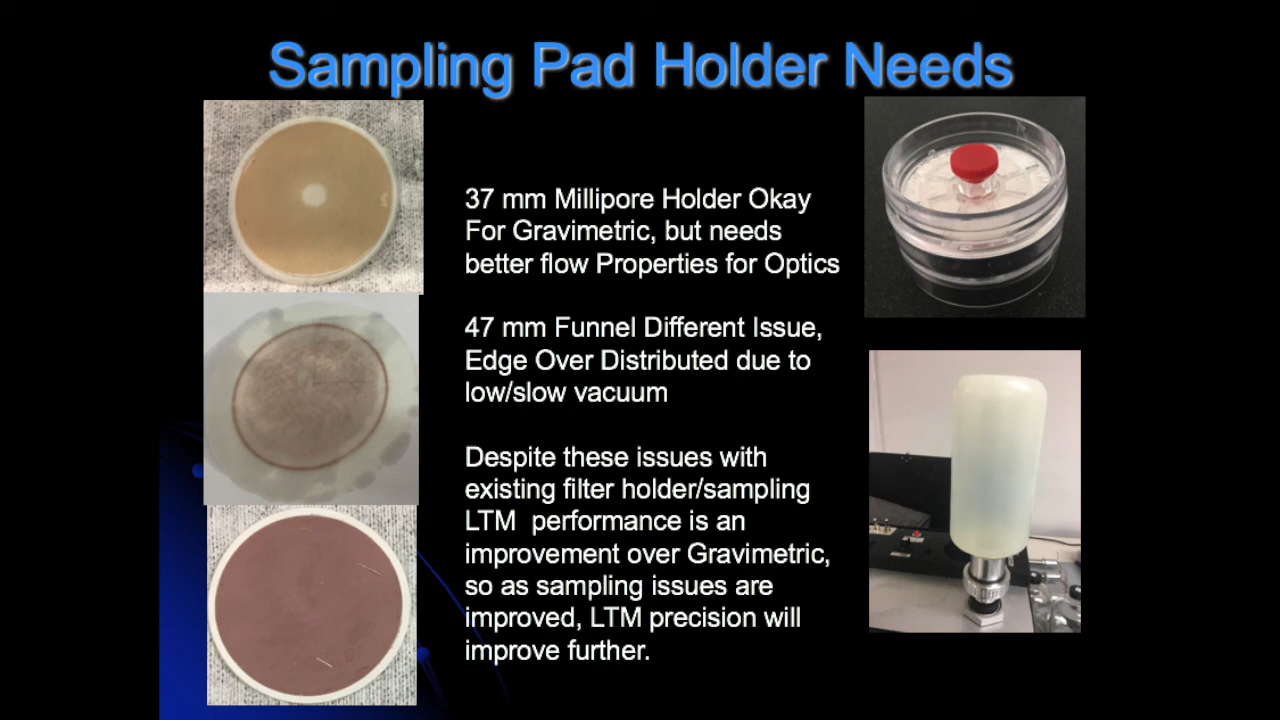 Sampling Pad Holder Needs
37 mm Millipore Holder Okay
For Gravimetric, but needs
better flow Properties for Optics
47 mm Funnel Different Issue,
Edge Over Distributed due to
low/slow vacuum
Despite these issues with
existing filter holder/sampling
LTM performance is an
improvement over Gravimetric,
so as sampling issues are
improved, LTM precision will
improve further.